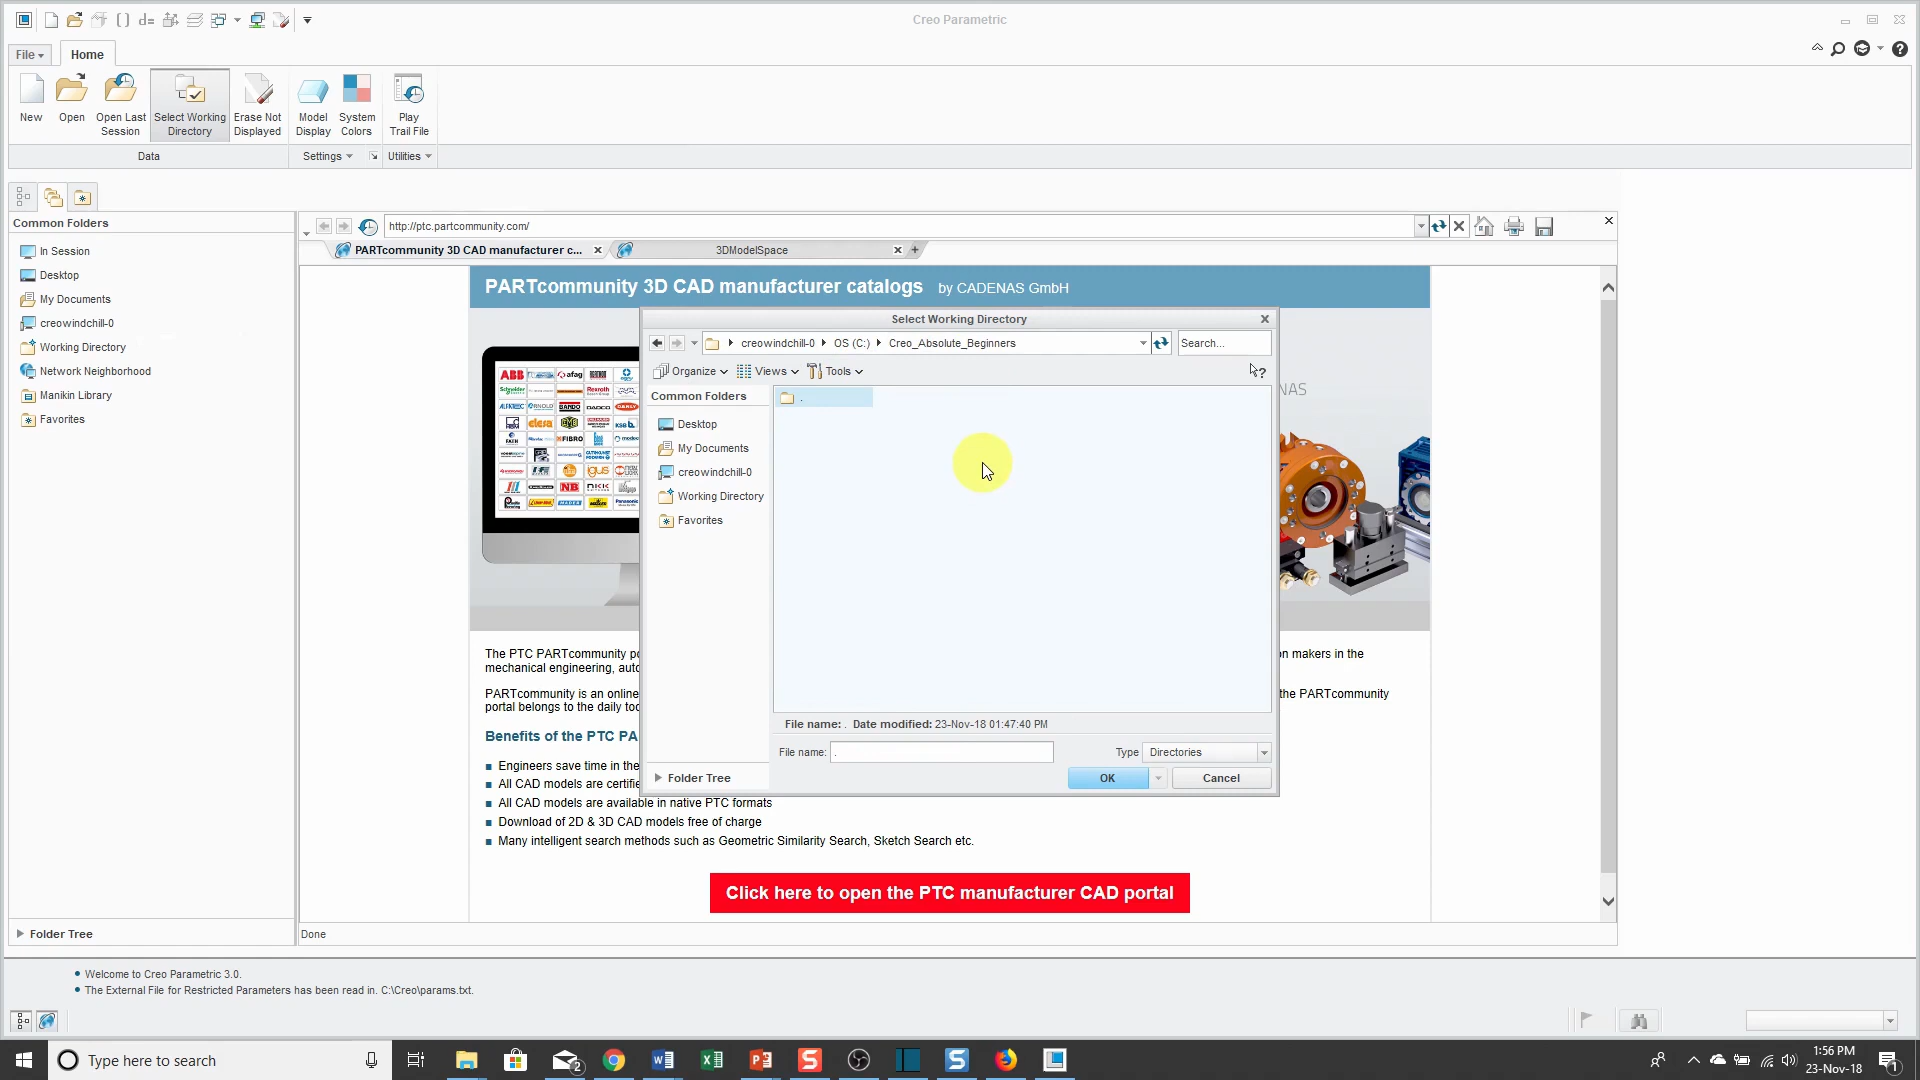 Creo Parametric
File
Home
New
Open
Open Last
Session
Select Working
Directory
Erase Not
Displayed
Model
Display
System
Colors
Play
Trail File
Data
Settings
Utilities
Common Folders
In Session
Desktop
My Documents
creowindchill-0
Working Directory
Network Neighborhood
Manikin Library
Favorites
Folder Tree
http://ptc.partcommunity.com/
PARTcommunity 3D CAD manufacturer c...
3DModelSpace
PARTcommunity 3D CAD manufacturer catalogs by CADENAS GmbH
NAS
Select Working Directory
creowindchill-0
OS (C:)
Creo_Absolute_Beginners
Search...
Organize
Views
Tools
Common Folders
Desktop
My Documents
creowindchill-0
Working Directory
Favorites
Folder Tree
.
File name: . Date modified: 23-Nov-18 01:47:40 PM
File name: .
Type Directories
OK
Cancel
ABB
afag
BANDO
elesa
FIBRO
igus
NB
The PTC PARTcommunity po
n makers in the
mechanical engineering, auto
PARTcommunity is an online
the PARTcommunity
portal belongs to the daily too
Benefits of the PTC PA
Engineers save time in the
All CAD models are certifie
All CAD models are available in native PTC formats
Download of 2D & 3D CAD models free of charge
Many intelligent search methods such as Geometric Similarity Search, Sketch Search etc.
Click here to open the PTC manufacturer CAD portal
Done
Welcome to Creo Parametric 3.0.
The External File for Restricted Parameters has been read in. C:\Creo\params.txt.
Type here to search
2
1:56 PM
23-Nov-18
1